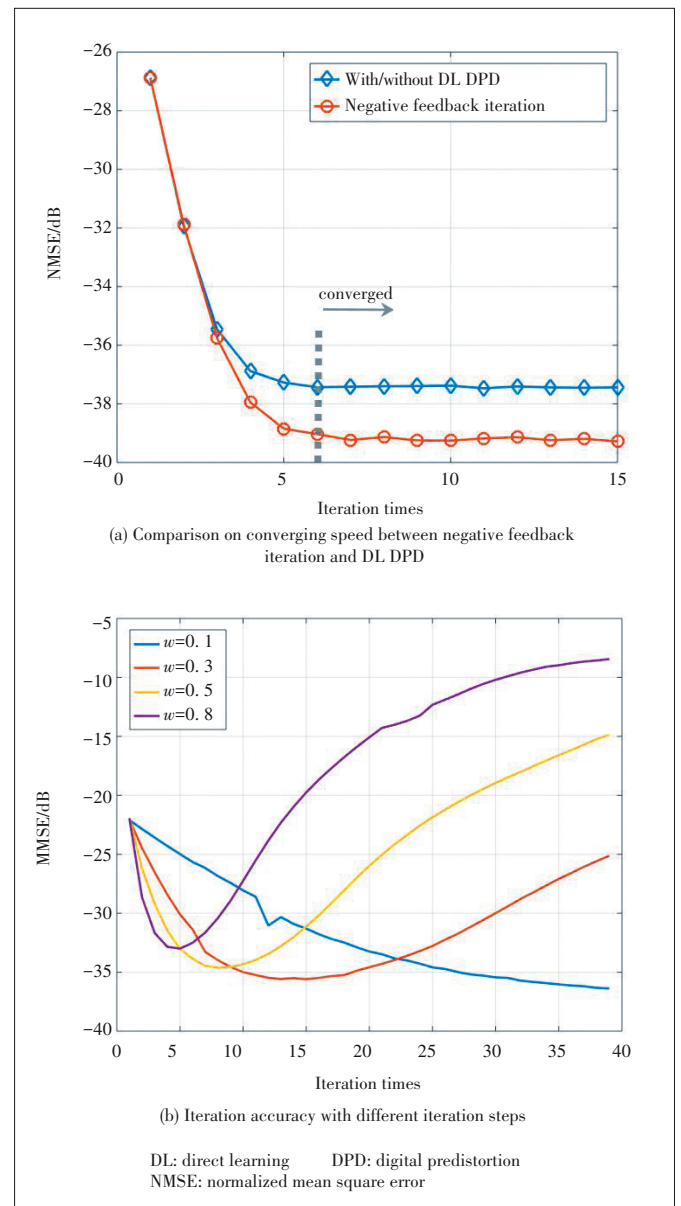 −26
−28
−30
−32
−34
−36
−38
−40
NMSE/dB
With/without DL DPD
Negative feedback iteration
converged
0
5
10
15
Iteration times
(a) Comparison on converging speed between negative feedback
iteration and DL DPD
−5
−10
−15
−20
−25
−30
−35
−40
MMSE/dB
w=0. 1
w=0. 3
w=0. 5
w=0. 8
0
5
10
15
20
25
30
35
40
Iteration times
(b) Iteration accuracy with different iteration steps
DL: direct learning DPD: digital predistortion
NMSE: normalized mean square error